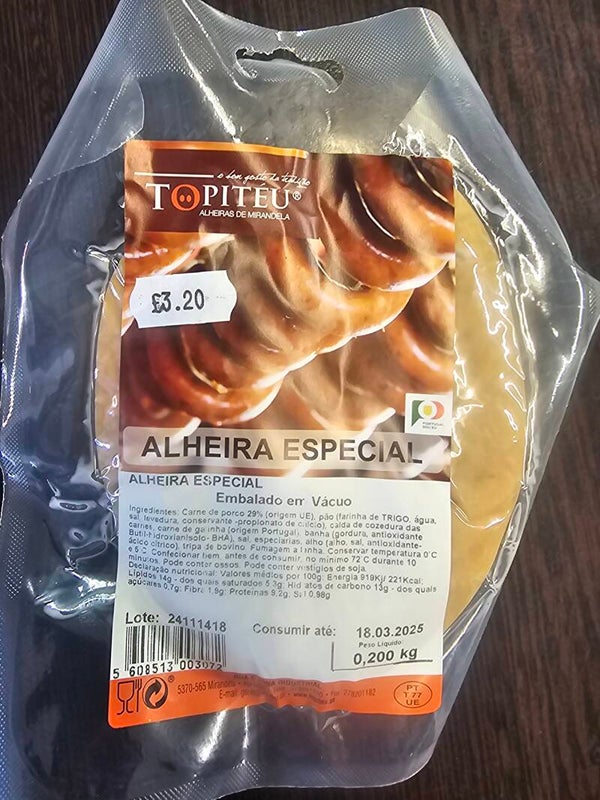 o bom gosto da tradição
TOPITÉU®
ALHEIRAS DE MIRANDELA
£3.20
ALHEIRA ESPECIAL
ALHEIRA ESPECIAL
Embalado em Vácuo
Ingredientes: Carne de porco 29% (origem UE), pão (farinha de TRIGO, água,
sal, levedura, conservante -propionato de cálcio), calda de cozedura das
carnes, carne de galinha (origem Portugal), banha (gordura, antioxidante
Butil-hidroxianisolo- BHA), sal, especiarias, alho (alho, sal, antioxidante-
ácido cítrico), tripa de bovino. Fumagem a lenha. Conservar temperatura 0°C
e 5°C. Confecionar bem, antes de consumir, no mínimo 72 C durante 10
minutos. Pode conter ossos. Pode conter vestígios de soja.
Declaração nutricional: Valores médios por 100g: Energia 919KJ/ 221Kcal;
Lípidos 14g - dos quais saturados 5.3g; Hid atos de carbono 13g - dos quais
açúcares 0,7g; Fibra 1,9g; Proteínas 9,2g; Sal 0,98g
Lote: 24111418
Consumir até: 18.03.2025
Peso Líquido
0,200 kg
5 608513 003072
INDUSTRIAL
5370-565 Mirandela
E-mail:
278201182
PT
T 77
UE